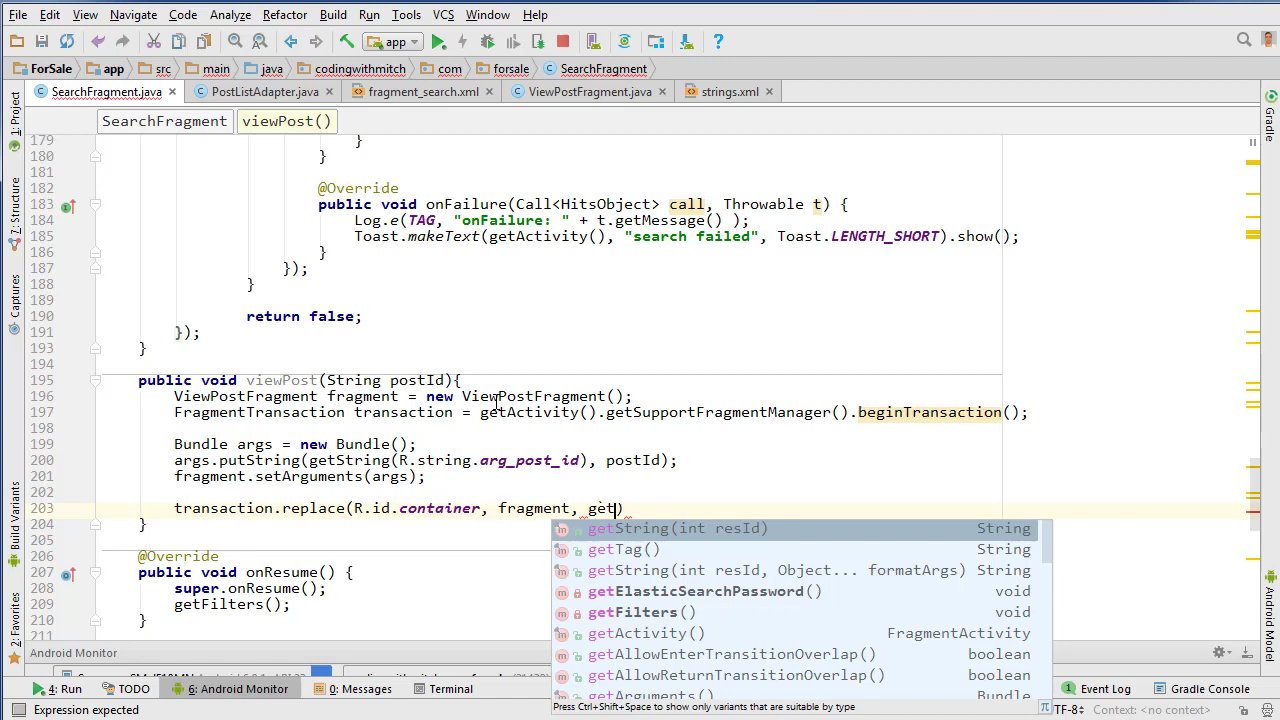 File Edit View Navigate Code Analyze Refactor Build Run Tools VCS Window Help
app
ForSale app src main java codingwithmitch com forsale SearchFragment
SearchFragment.java PostListAdapter.java fragment_search.xml ViewPostFragment.java strings.xml
SearchFragment viewPost()
179 }
180 }
181
182 @Override
183 public void onFailure(Call<HitsObject> call, Throwable t) {
184 Log.e(TAG, "onFailure: " + t.getMessage() );
185 Toast.makeText(getActivity(), "search failed", Toast.LENGTH_SHORT).show();
186 }
187 });
188 }
189
190 return false;
191 });
193 }
194
195 public void viewPost(String postId){
196 ViewPostFragment fragment = new ViewPostFragment();
197 FragmentTransaction transaction = getActivity().getSupportFragmentManager().beginTransaction();
198
199 Bundle args = new Bundle();
200 args.putString(getString(R.string.arg_post_id), postId);
201 fragment.setArguments(args);
202
203 transaction.replace(R.id.container, fragment, get)
204 }
205
206 @Override
207 public void onResume() {
208 super.onResume();
209 getFilters();
210 }
211
getString(int resId) String
getTag() String
getString(int resId, Object... formatArgs) String
getElasticSearchPassword() void
getFilters() void
getActivity() FragmentActivity
getAllowEnterTransitionOverlap() boolean
getAllowReturnTransitionOverlap() boolean
getArguments() Bundle
Press Ctrl+Shift+Space to show only variants that are suitable by type
1: Project
7: Structure
Captures
Build Variants
2: Favorites
Gradle
Android Model
Android Monitor
4: Run TODO 6: Android Monitor 0: Messages Terminal Event Log Gradle Console
Expression expected TF-8 Context: <no context>